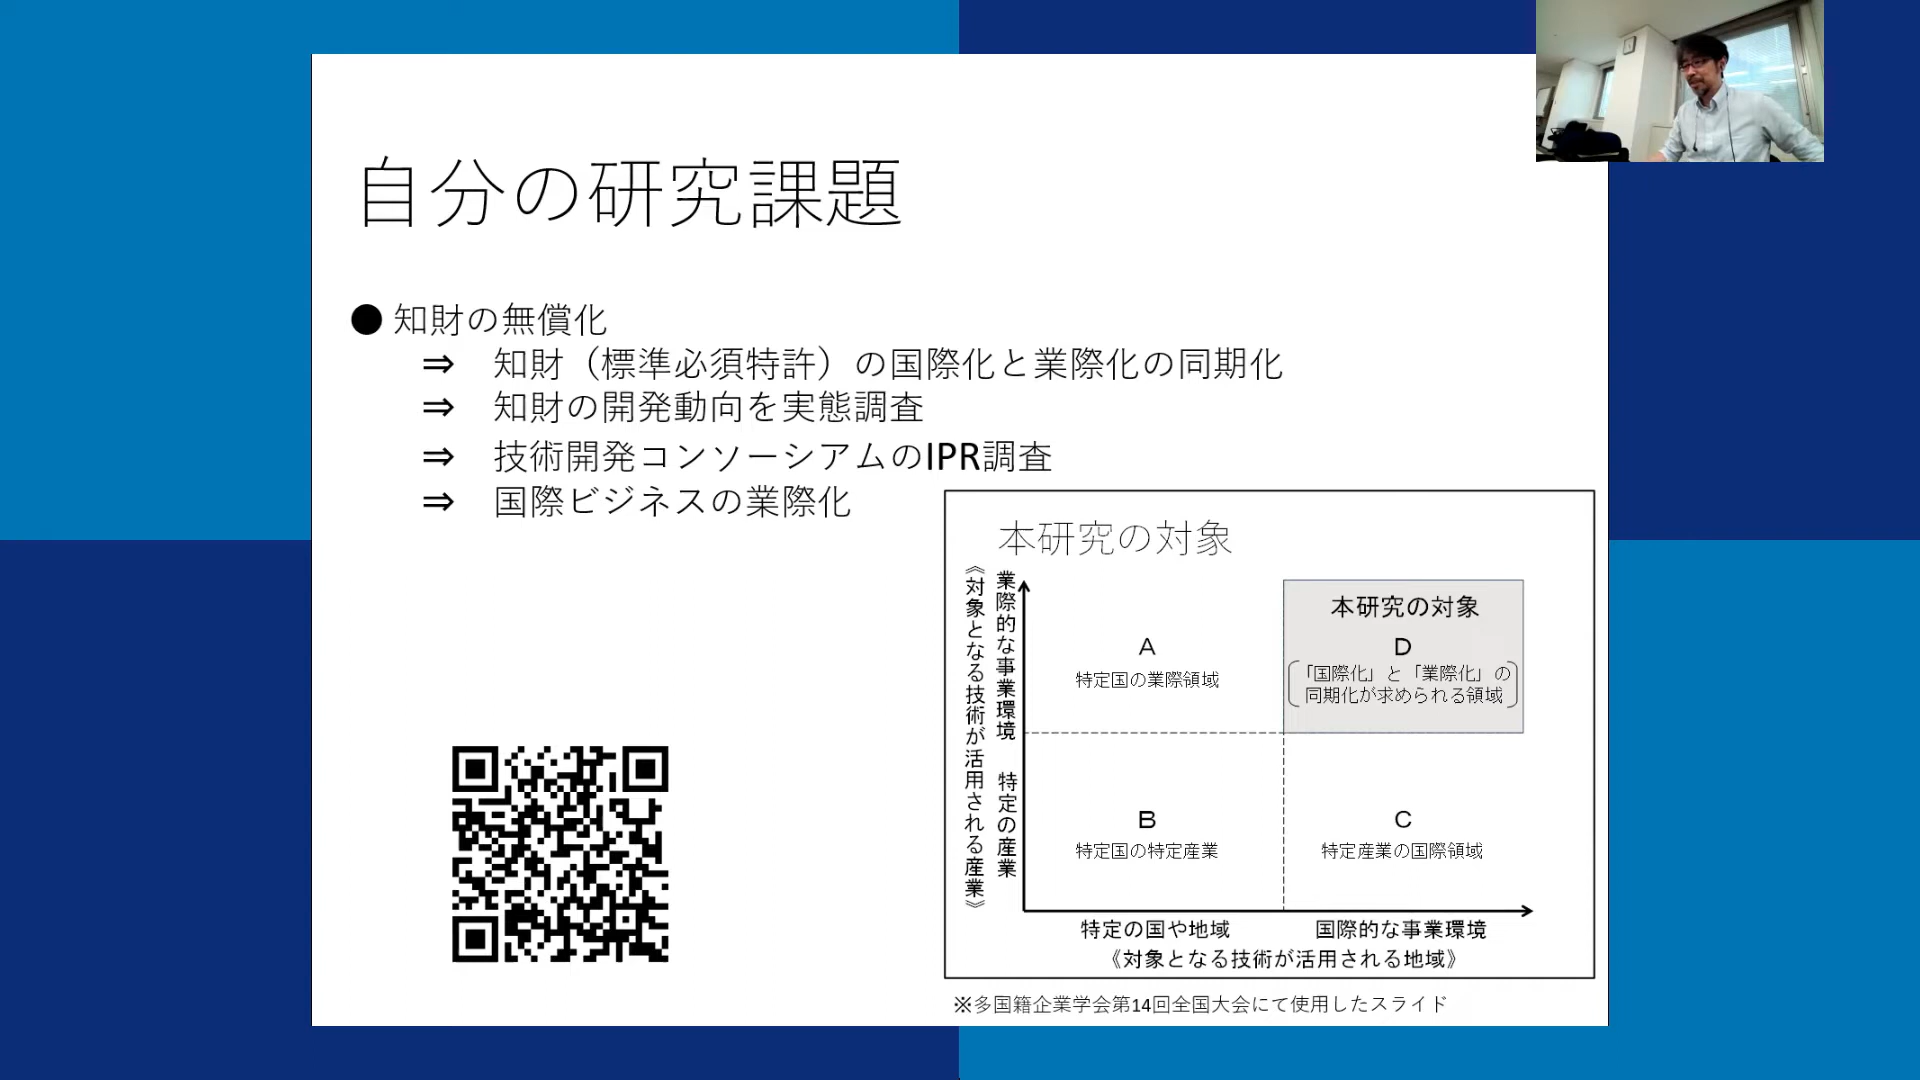 自分の研究課題
● 知財の無償化
⇒ 知財（標準必須特許）の国際化と業際化の同期化
⇒ 知財の開発動向を実態調査
⇒ 技術開発コンソーシアムのIPR調査
⇒ 国際ビジネスの業際化
本研究の対象
《対象となる技術が活用される産業》
業際的な事業環境
特定の産業
A
特定国の業際領域
本研究の対象
D
「国際化」と「業際化」の
同期化が求められる領域
B
特定国の特定産業
C
特定産業の国際領域
特定の国や地域
国際的な事業環境
《対象となる技術が活用される地域》
※多国籍企業学会第14回全国大会にて使用したスライド